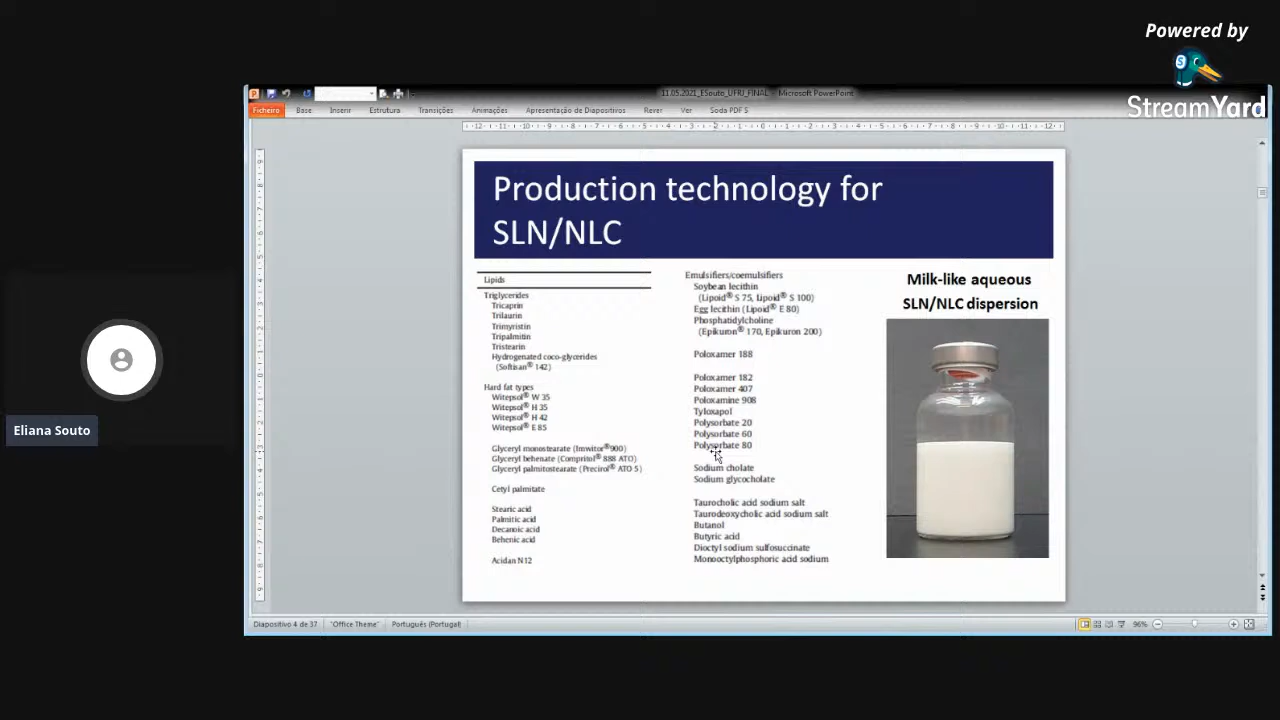 Powered by
StreamYard
11.05.2021_ESouto_UFRJ_FINAL - Microsoft PowerPoint
Ficheiro Base Inserir Estrutura Transições Animações Apresentação de Diapositivos Rever Ver Soda PDF 5
Production technology for
SLN/NLC
Lipids
Triglycerides
Tricaprin
Trilaurin
Trimyristin
Tripalmitin
Tristearin
Hydrogenated coco-glycerides
(Softisan® 142)
Hard fat types
Witepsol® W 35
Witepsol® H 35
Witepsol® H 42
Witepsol® E 85
Glyceryl monostearate (Imwitor®900)
Glyceryl behenate (Compritol® 888 ATO)
Glyceryl palmitostearate (Precirol® ATO 5)
Cetyl palmitate
Stearic acid
Palmitic acid
Decanoic acid
Behenic acid
Acidan N12
Emulsifiers/coemulsifiers
Soybean lecithin
(Lipoid® S 75, Lipoid® S 100)
Egg lecithin (Lipoid® E 80)
Phosphatidylcholine
(Epikuron® 170, Epikuron 200)
Poloxamer 188
Poloxamer 182
Poloxamer 407
Poloxamine 908
Tyloxapol
Polysorbate 20
Polysorbate 60
Polysorbate 80
Sodium cholate
Sodium glycocholate
Taurocholic acid sodium salt
Taurodeoxycholic acid sodium salt
Butanol
Butyric acid
Dioctyl sodium sulfosuccinate
Monooctylphosphoric acid sodium
Milk-like aqueous
SLN/NLC dispersion
Eliana Souto
Diapositivo 4 de 37 "Office Theme" Português (Portugal) 96%